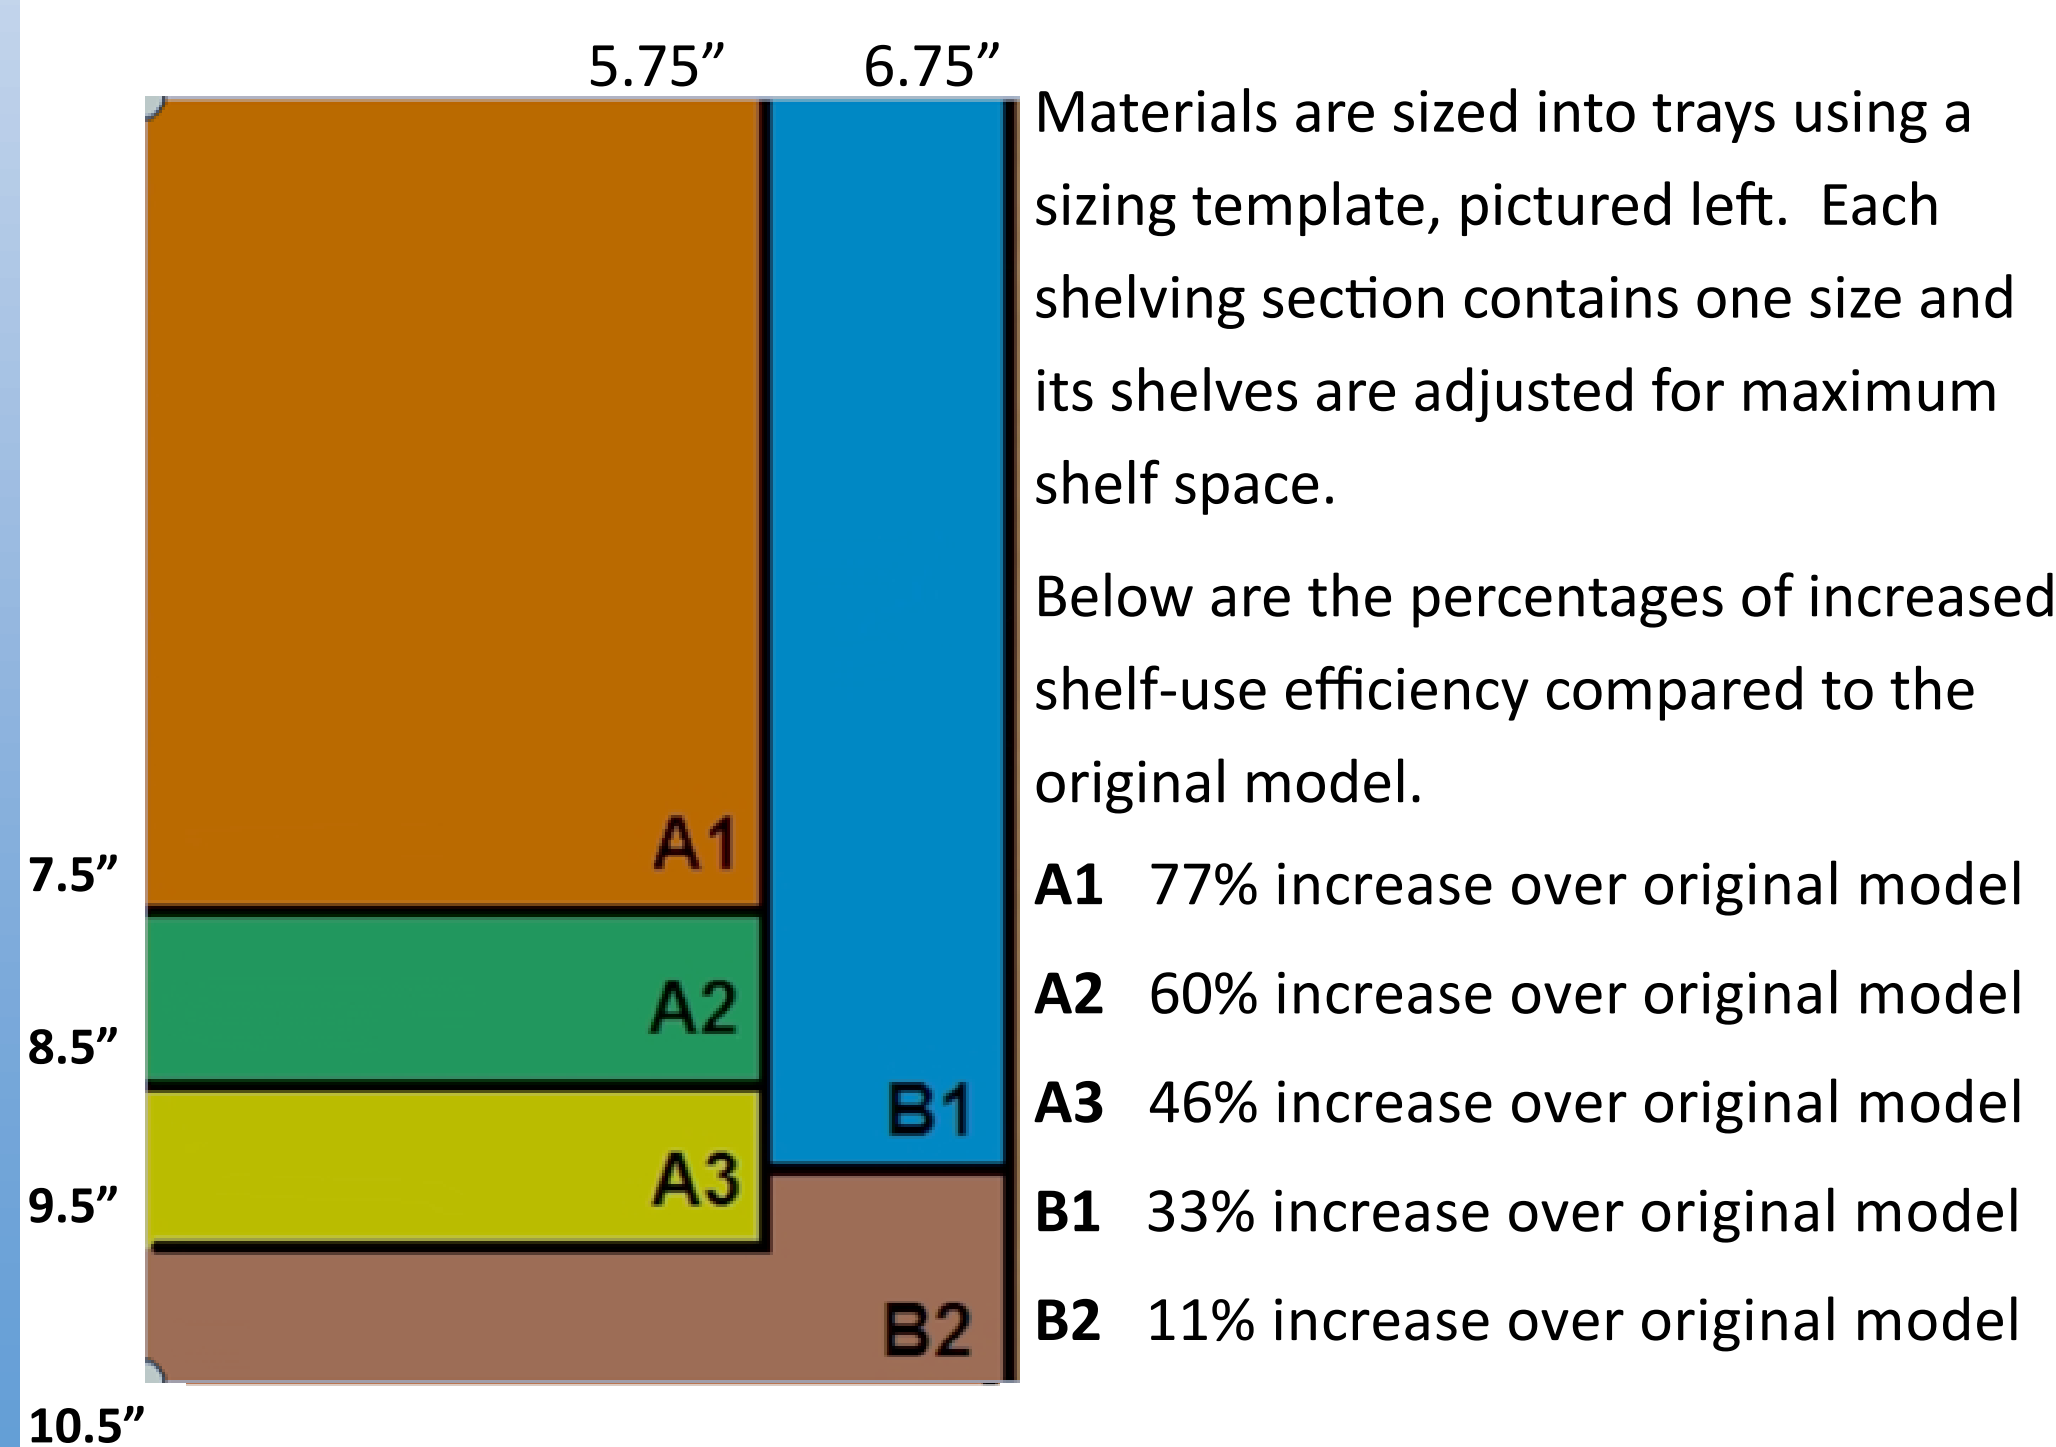 5.75” 6.75”
Materials are sized into trays using a
sizing template, pictured left.  Each
shelving section contains one size and
its shelves are adjusted for maximum
shelf space.
Below are the percentages of increased
shelf-use efficiency compared to the
original model.
A1 77% increase over original model
A2 60% increase over original model
A3 46% increase over original model
B1 33% increase over original model
B2 11% increase over original model
A1
7.5”
A2
8.5”
B1
A3
9.5”
B2
10.5”